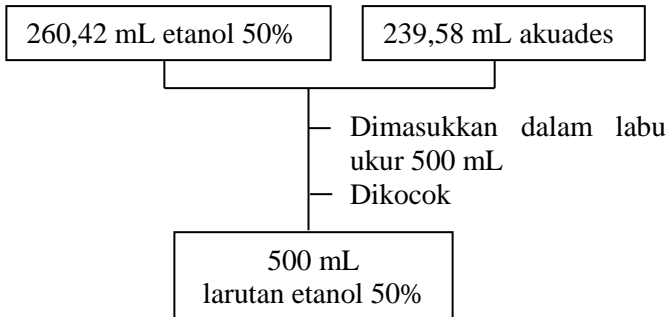 260,42 mL etanol 50%
239,58 mL akuades
Dimasukkan dalam labu
ukur 500 mL
Dikocok
500 mL
larutan etanol 50%